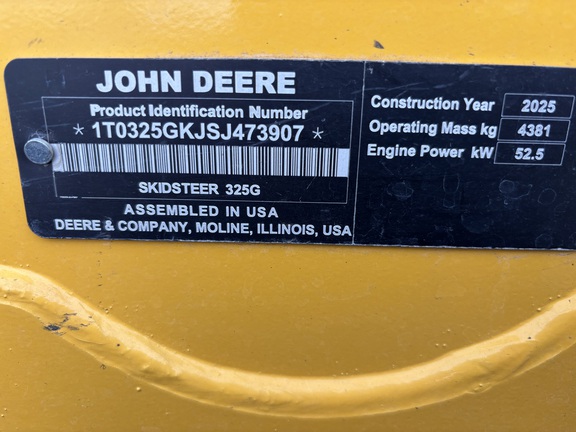 JOHN DEERE
Product Identification Number
* 1T0325GKJSJ473907 *
SKIDSTEER 325G
ASSEMBLED IN USA
DEERE & COMPANY, MOLINE, ILLINOIS, USA
Construction Year 2025
Operating Mass kg 4381
Engine Power kW 52.5